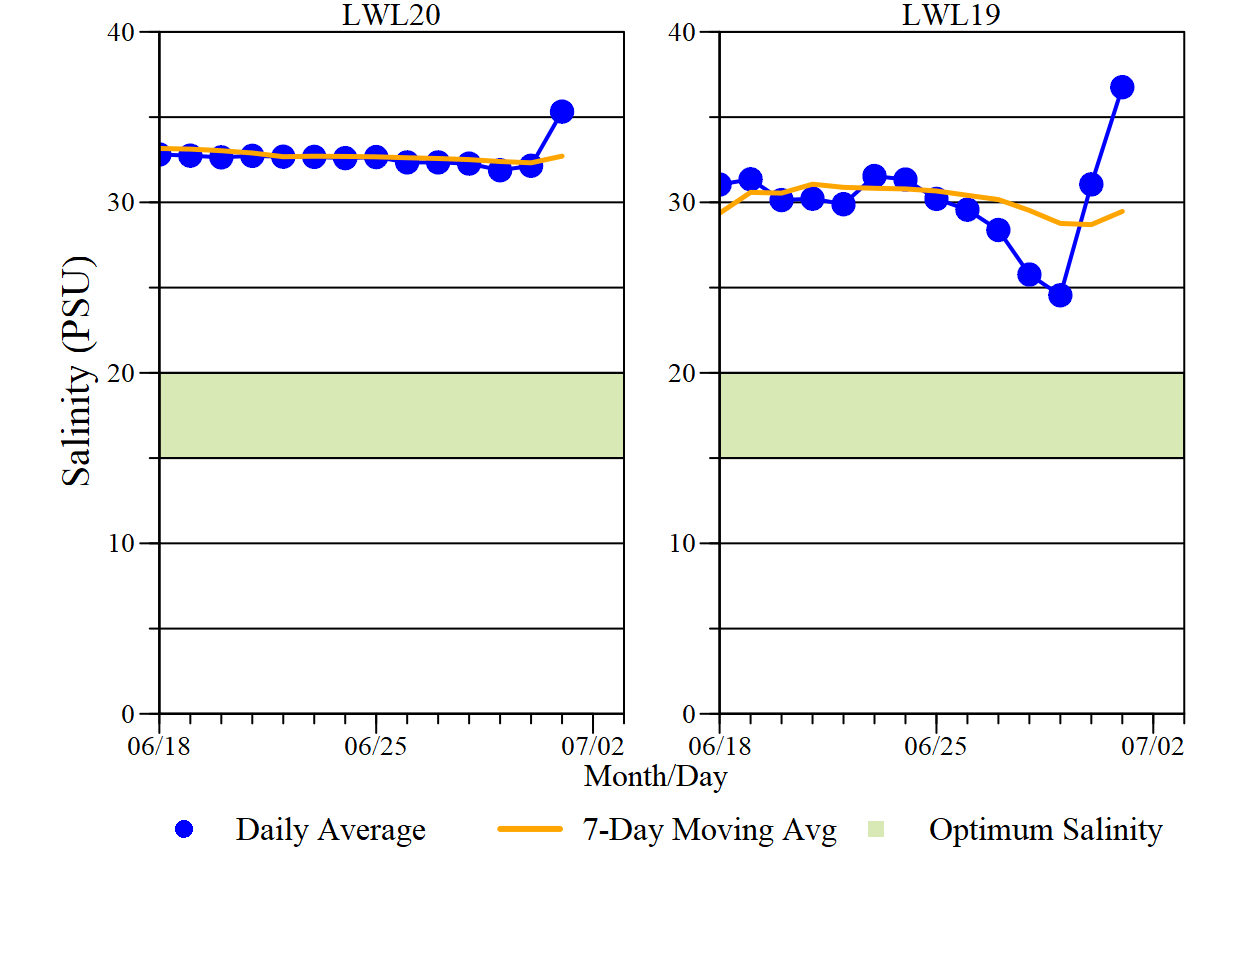 LWL20
LWL19
40
30
20
10
0
40
30
20
10
0
Salinity (PSU)
06/18
06/25
07/02
06/18
06/25
07/02
Month/Day
Daily Average
7-Day Moving Avg
Optimum Salinity